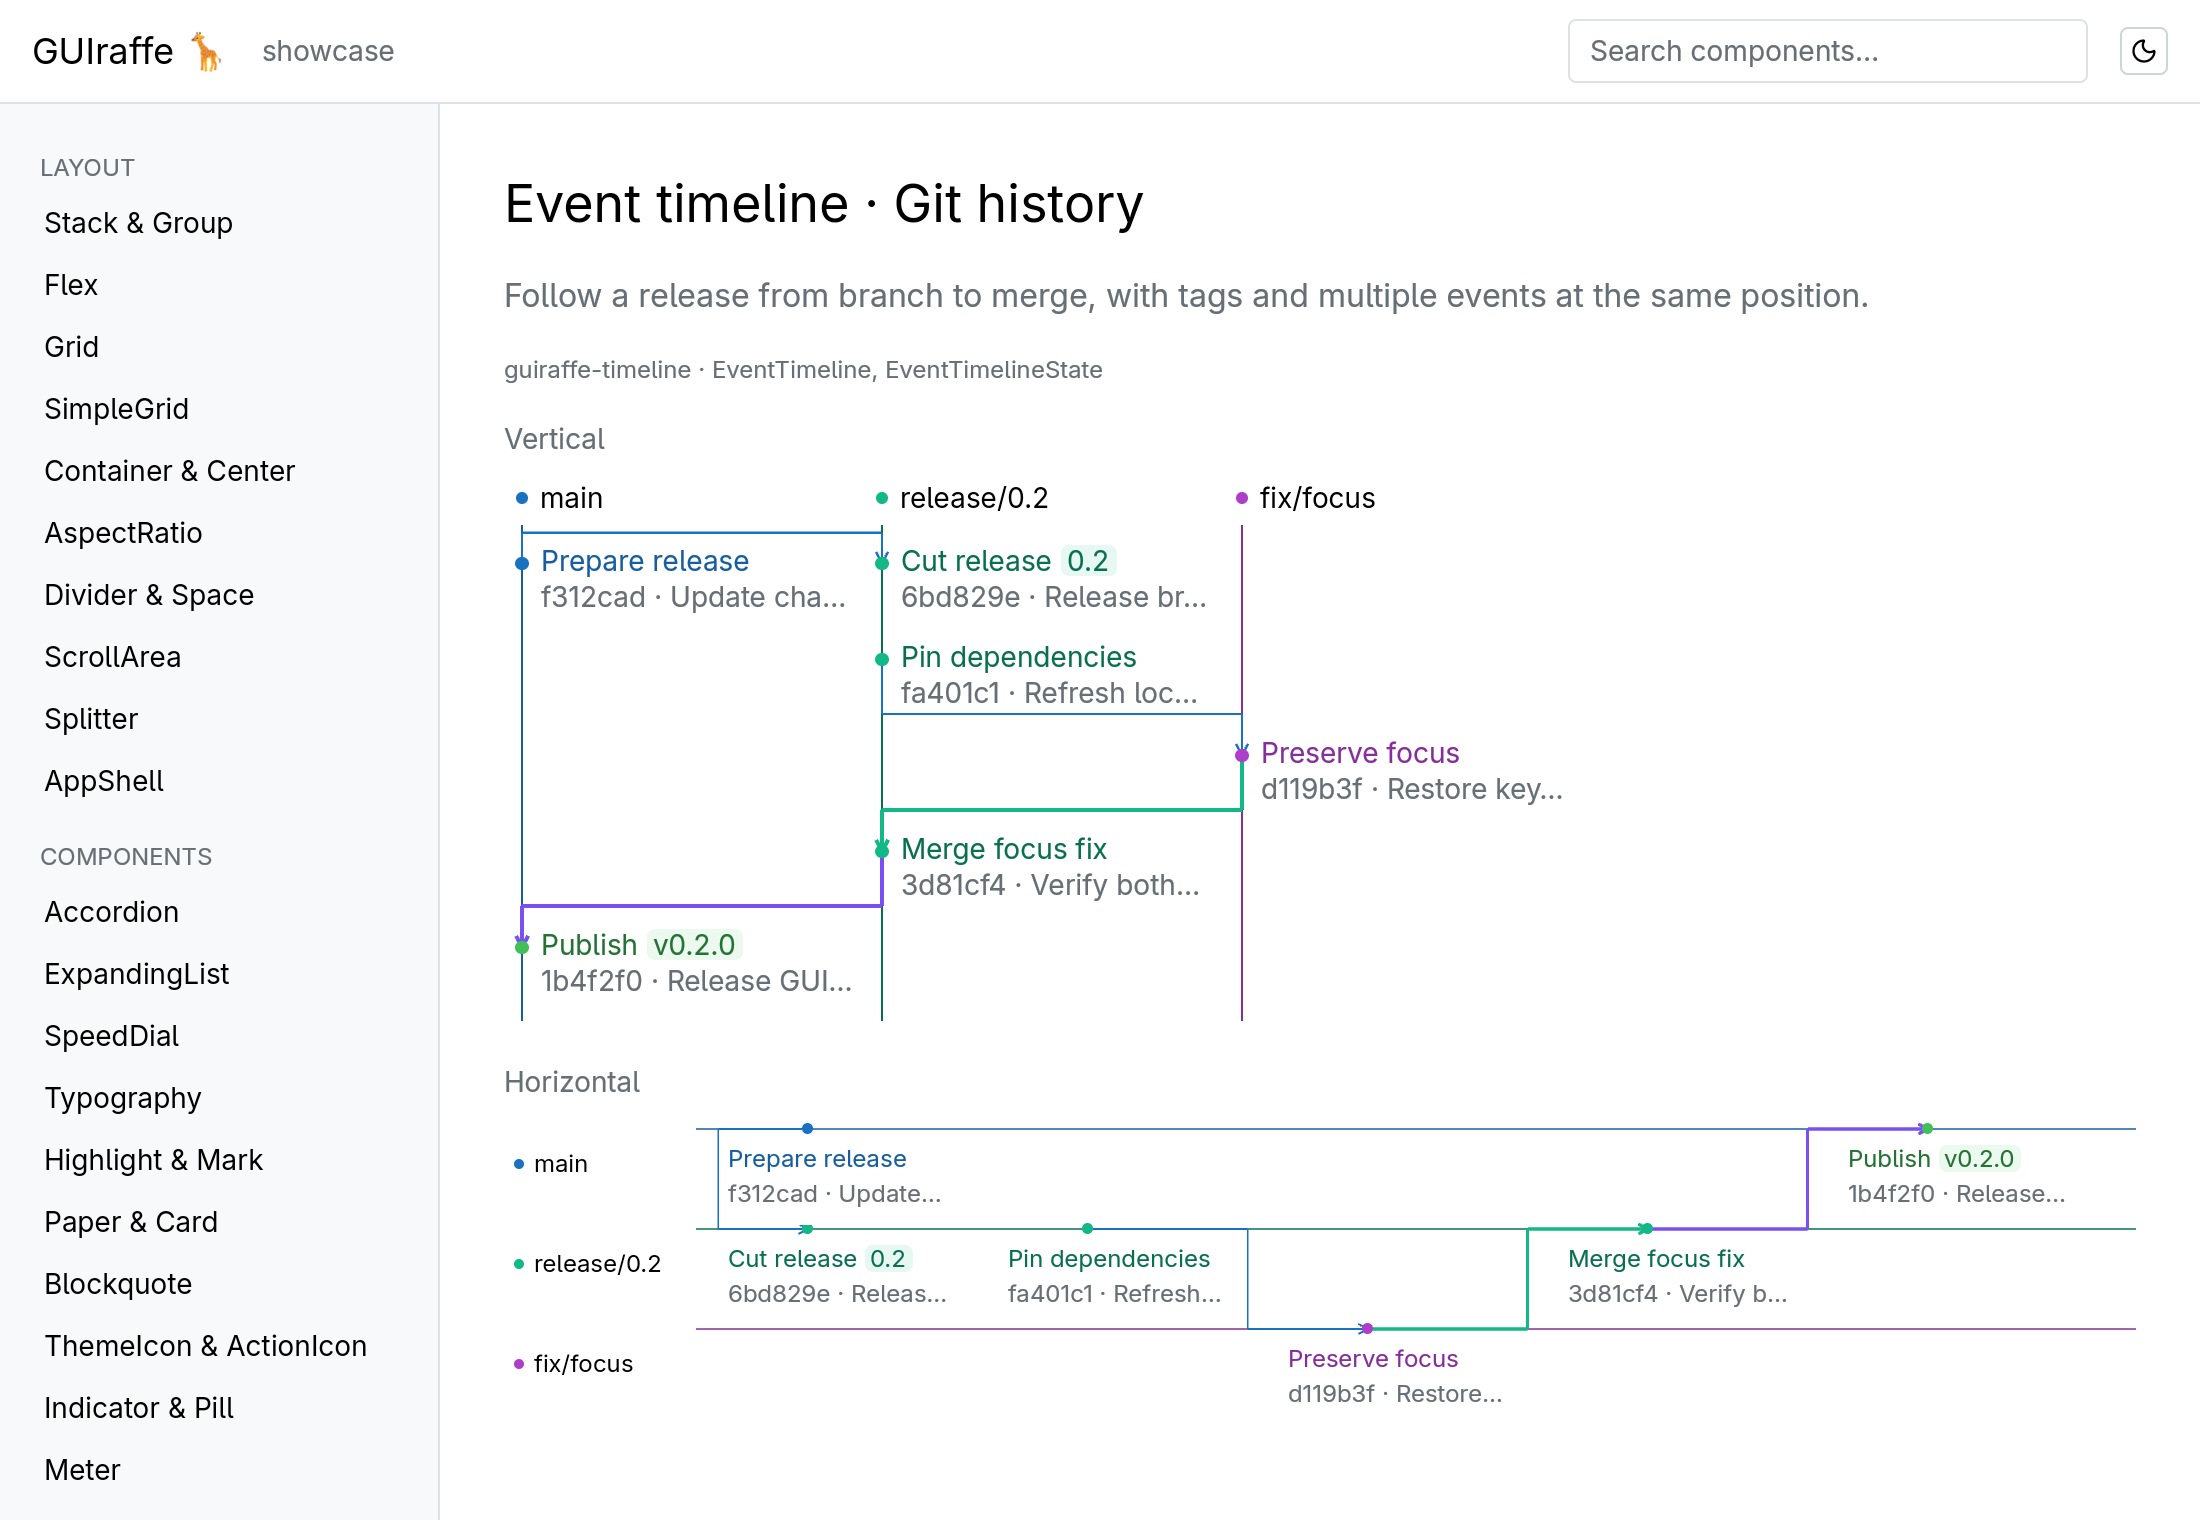 GUIraffe 🦒 showcase
Search components...
LAYOUT
Stack & Group
Flex
Grid
SimpleGrid
Container & Center
AspectRatio
Divider & Space
ScrollArea
Splitter
AppShell
COMPONENTS
Accordion
ExpandingList
SpeedDial
Typography
Highlight & Mark
Paper & Card
Blockquote
ThemeIcon & ActionIcon
Indicator & Pill
Meter
Event timeline · Git history
Follow a release from branch to merge, with tags and multiple events at the same position.
guiraffe-timeline · EventTimeline, EventTimelineState
Vertical
main release/0.2 fix/focus
Prepare release Cut release 0.2
f312cad · Update cha... 6bd829e · Release br...
Pin dependencies
fa401c1 · Refresh loc...
Preserve focus
d119b3f · Restore key...
Merge focus fix
3d81cf4 · Verify both...
Publish v0.2.0
1b4f2f0 · Release GUI...
Horizontal
main
Prepare release Publish v0.2.0
f312cad · Update... 1b4f2f0 · Release...
release/0.2
Cut release 0.2 Pin dependencies Merge focus fix
6bd829e · Releas... fa401c1 · Refresh... 3d81cf4 · Verify b...
fix/focus
Preserve focus
d119b3f · Restore...